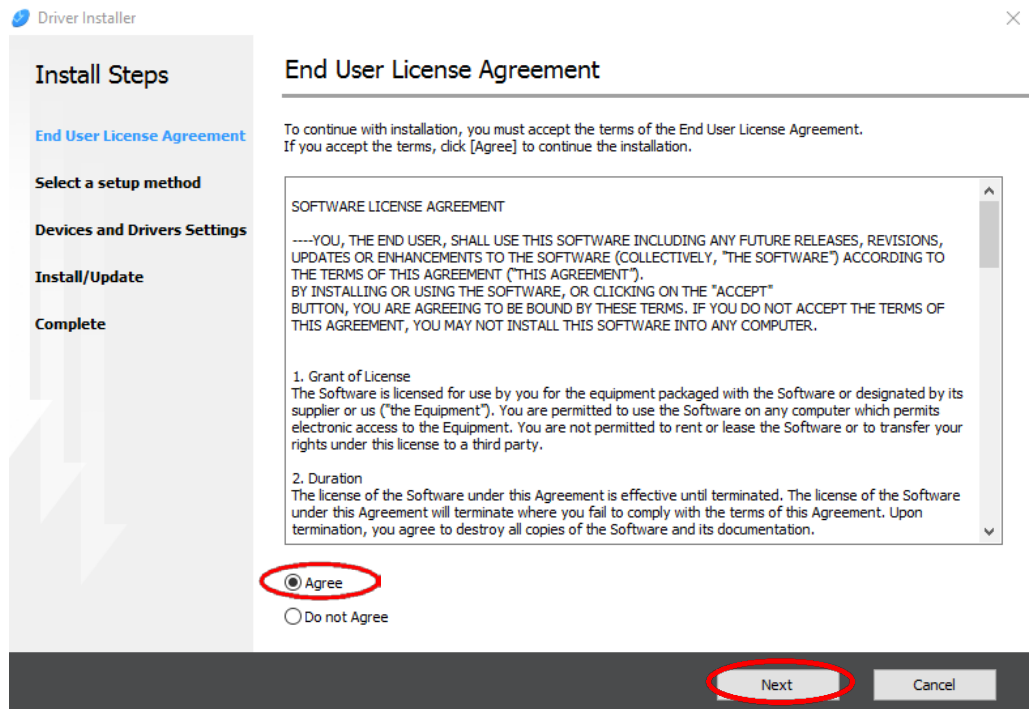 Driver Installer
Install Steps
End User License Agreement
Select a setup method
Devices and Drivers Settings
Install/Update
Complete
End User License Agreement
To continue with installation, you must accept the terms of the End User License Agreement.
If you accept the terms, click [Agree] to continue the installation.
SOFTWARE LICENSE AGREEMENT
----YOU, THE END USER, SHALL USE THIS SOFTWARE INCLUDING ANY FUTURE RELEASES, REVISIONS,
UPDATES OR ENHANCEMENTS TO THE SOFTWARE (COLLECTIVELY, "THE SOFTWARE") ACCORDING TO
THE TERMS OF THIS AGREEMENT ("THIS AGREEMENT").
BY INSTALLING OR USING THE SOFTWARE, OR CLICKING ON THE "ACCEPT"
BUTTON, YOU ARE AGREEING TO BE BOUND BY THESE TERMS. IF YOU DO NOT ACCEPT THE TERMS OF
THIS AGREEMENT, YOU MAY NOT INSTALL THIS SOFTWARE INTO ANY COMPUTER.
1. Grant of License
The Software is licensed for use by you for the equipment packaged with the Software or designated by its
supplier or us ("the Equipment"). You are permitted to use the Software on any computer which permits
electronic access to the Equipment. You are not permitted to rent or lease the Software or to transfer your
rights under this license to a third party.
2. Duration
The license of the Software under this Agreement is effective until terminated. The license of the Software
under this Agreement will terminate where you fail to comply with the terms of this Agreement. Upon
termination, you agree to destroy all copies of the Software and its documentation.
Agree
Do not Agree
Next
Cancel